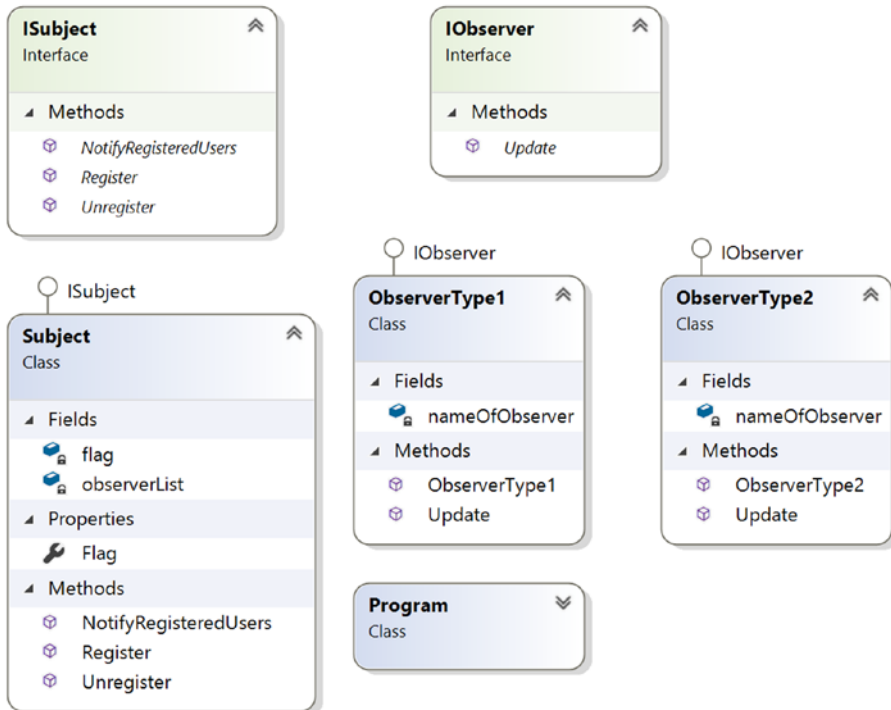 ISubject
Interface
Methods
NotifyRegisteredUsers
Register
Unregister
IObserver
Interface
Methods
Update
ISubject
Subject
Class
Fields
flag
observerList
Properties
Flag
Methods
NotifyRegisteredUsers
Register
Unregister
IObserver
ObserverType1
Class
Fields
nameOfObserver
Methods
ObserverType1
Update
IObserver
ObserverType2
Class
Fields
nameOfObserver
Methods
ObserverType2
Update
Program
Class